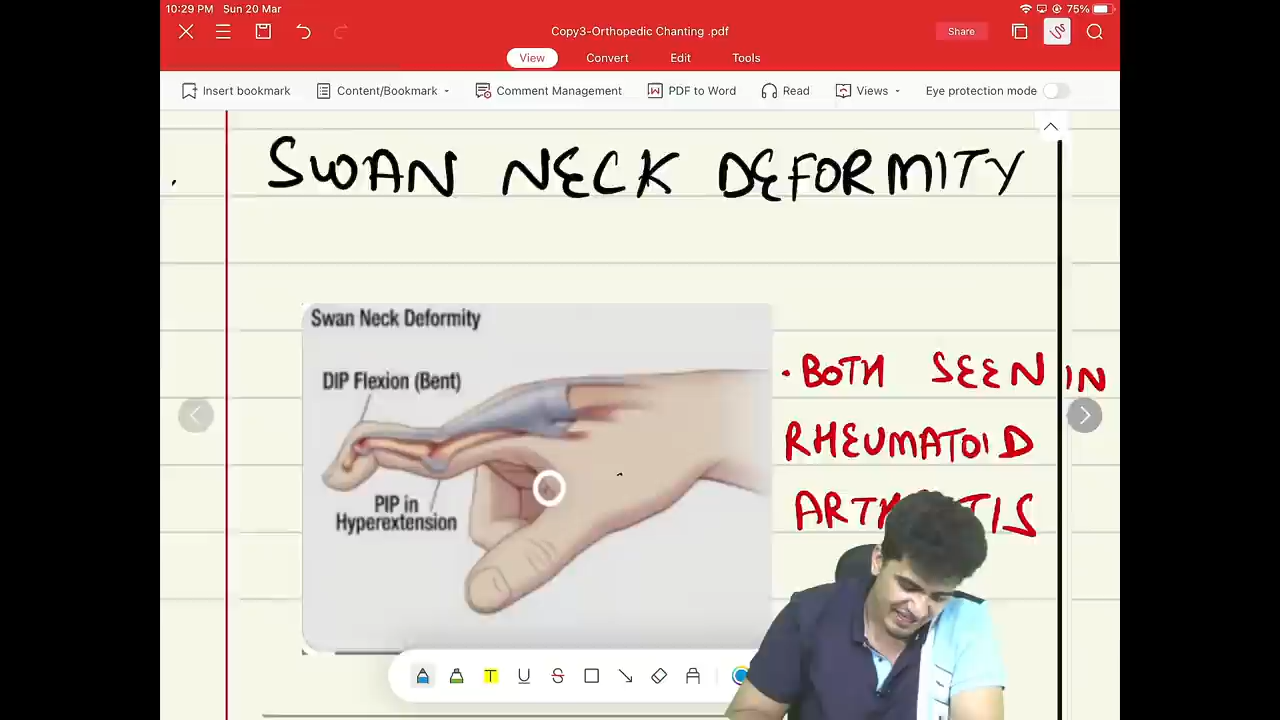 10:29 PM Sun 20 Mar
75%
Copy3-Orthopedic Chanting .pdf
Share
View Convert Edit Tools
Insert bookmark Content/Bookmark Comment Management PDF to Word Read Views Eye protection mode
SWAN NECK DEFORMITY
Swan Neck Deformity
DIP Flexion (Bent)
PIP in
Hyperextension
• BOTH SEEN IN
RHEUMATOID